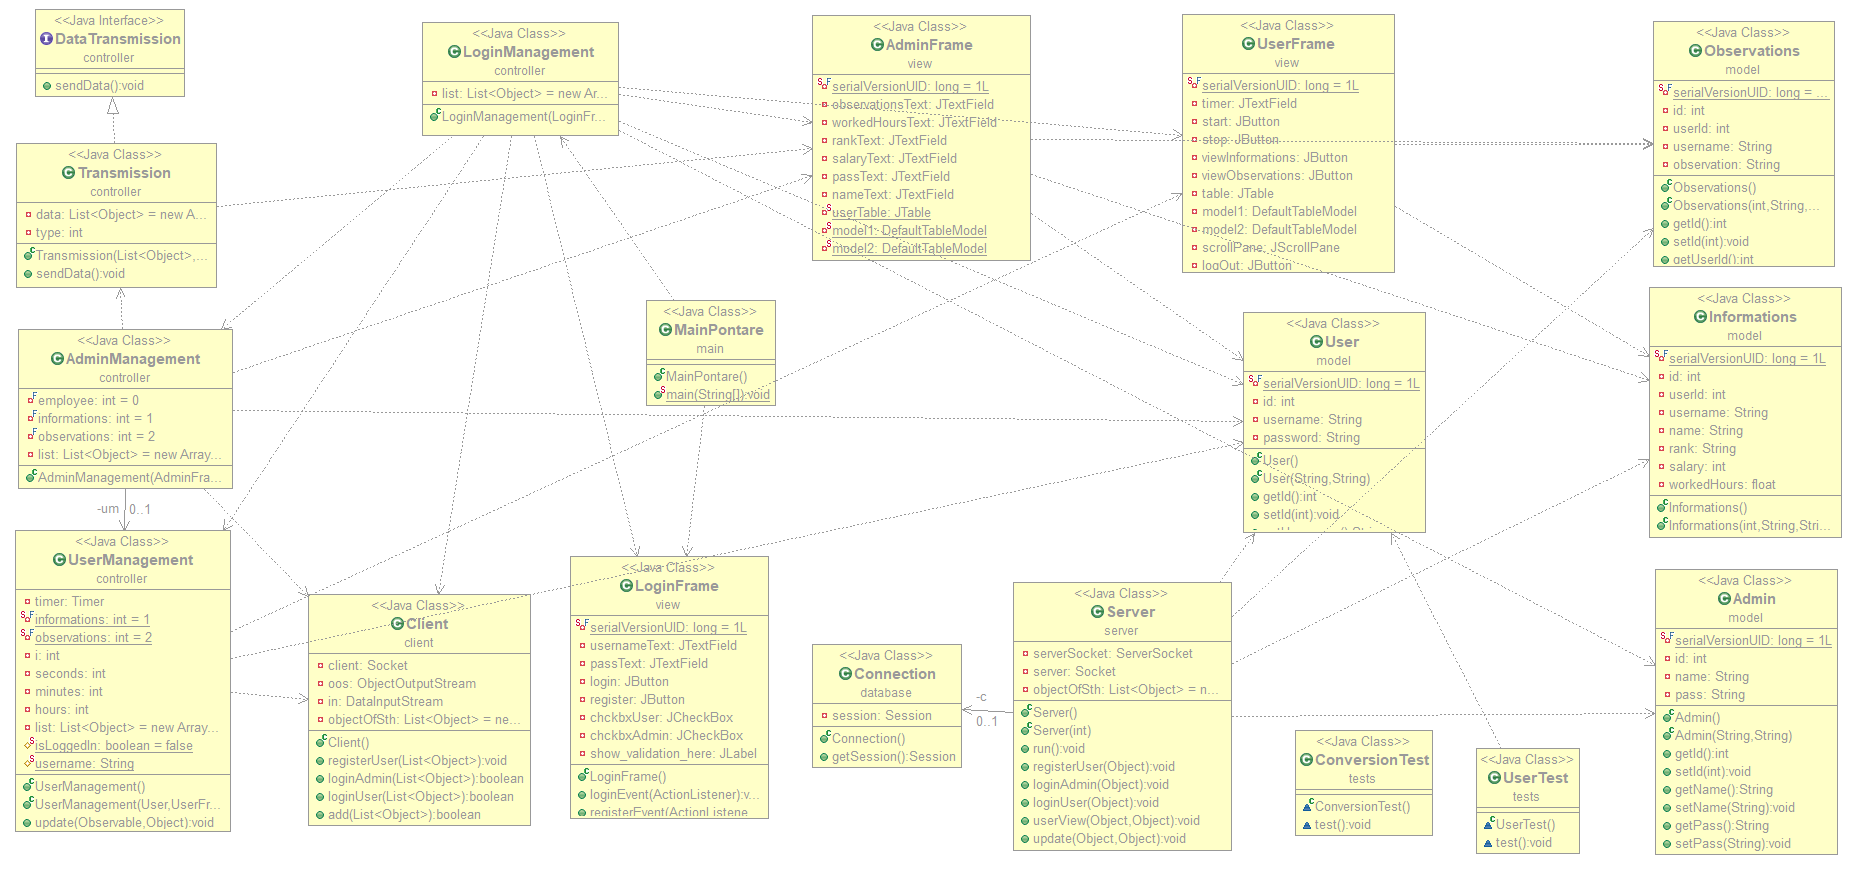 <<Java Interface>>
DataTransmission
controller
sendData():void
<<Java Class>>
LoginManagement
controller
list: List<Object> = new Ar...
LoginManagement(LoginFr...
<<Java Class>>
AdminFrame
view
serialVersionUID: long = 1L
observationsText: JTextField
workedHoursText: JTextField
rankText: JTextField
salaryText: JTextField
passText: JTextField
nameText: JTextField
userTable: JTable
model1: DefaultTableModel
model2: DefaultTableModel
<<Java Class>>
UserFrame
view
serialVersionUID: long = 1L
timer: JTextField
start: JButton
stop: JButton
viewInformations: JButton
viewObservations: JButton
table: JTable
model1: DefaultTableModel
model2: DefaultTableModel
scrollPane: JScrollPane
logOut: JButton
<<Java Class>>
Observations
model
serialVersionUID: long = ...
id: int
userId: int
username: String
observation: String
Observations()
Observations(int,String,...
getId():int
setId(int):void
getUserId():int
<<Java Class>>
Transmission
controller
data: List<Object> = new A...
type: int
Transmission(List<Object>,...
sendData():void
<<Java Class>>
MainPontare
main
MainPontare()
main(String[]):void
<<Java Class>>
User
model
serialVersionUID: long = 1L
id: int
username: String
password: String
User()
User(String,String)
getId():int
setId(int):void
<<Java Class>>
Informations
model
serialVersionUID: long = 1L
id: int
userId: int
username: String
name: String
rank: String
salary: int
workedHours: float
Informations()
Informations(int,String,Stri...
<<Java Class>>
AdminManagement
controller
employee: int = 0
informations: int = 1
observations: int = 2
list: List<Object> = new Array...
AdminManagement(AdminFra...
-um 0..1
<<Java Class>>
UserManagement
controller
timer: Timer
informations: int = 1
observations: int = 2
i: int
seconds: int
minutes: int
hours: int
list: List<Object> = new Array...
isLoggedIn: boolean = false
username: String
UserManagement()
UserManagement(User,UserFr...
update(Observable,Object):void
<<Java Class>>
Client
client
client: Socket
oos: ObjectOutputStream
in: DataInputStream
objectOfSth: List<Object> = ne...
Client()
registerUser(List<Object>):void
loginAdmin(List<Object>):boolean
loginUser(List<Object>):boolean
add(List<Object>):boolean
<<Java Class>>
LoginFrame
view
serialVersionUID: long = 1L
usernameText: JTextField
passText: JTextField
login: JButton
register: JButton
chckbxUser: JCheckBox
chckbxAdmin: JCheckBox
show_validation_here: JLabel
LoginFrame()
loginEvent(ActionListener):v...
registerEvent(ActionListene
<<Java Class>>
Connection
database
session: Session
Connection()
getSession():Session
-c
0..1
<<Java Class>>
Server
server
serverSocket: ServerSocket
server: Socket
objectOfSth: List<Object> = n...
Server()
Server(int)
run():void
registerUser(Object):void
loginAdmin(Object):void
loginUser(Object):void
userView(Object,Object):void
update(Object,Object):void
<<Java Class>>
ConversionTest
tests
ConversionTest()
test():void
<<Java Class>>
UserTest
tests
UserTest()
test():void
<<Java Class>>
Admin
model
serialVersionUID: long = 1L
id: int
name: String
pass: String
Admin()
Admin(String,String)
getId():int
setId(int):void
getName():String
setName(String):void
getPass():String
setPass(String):void